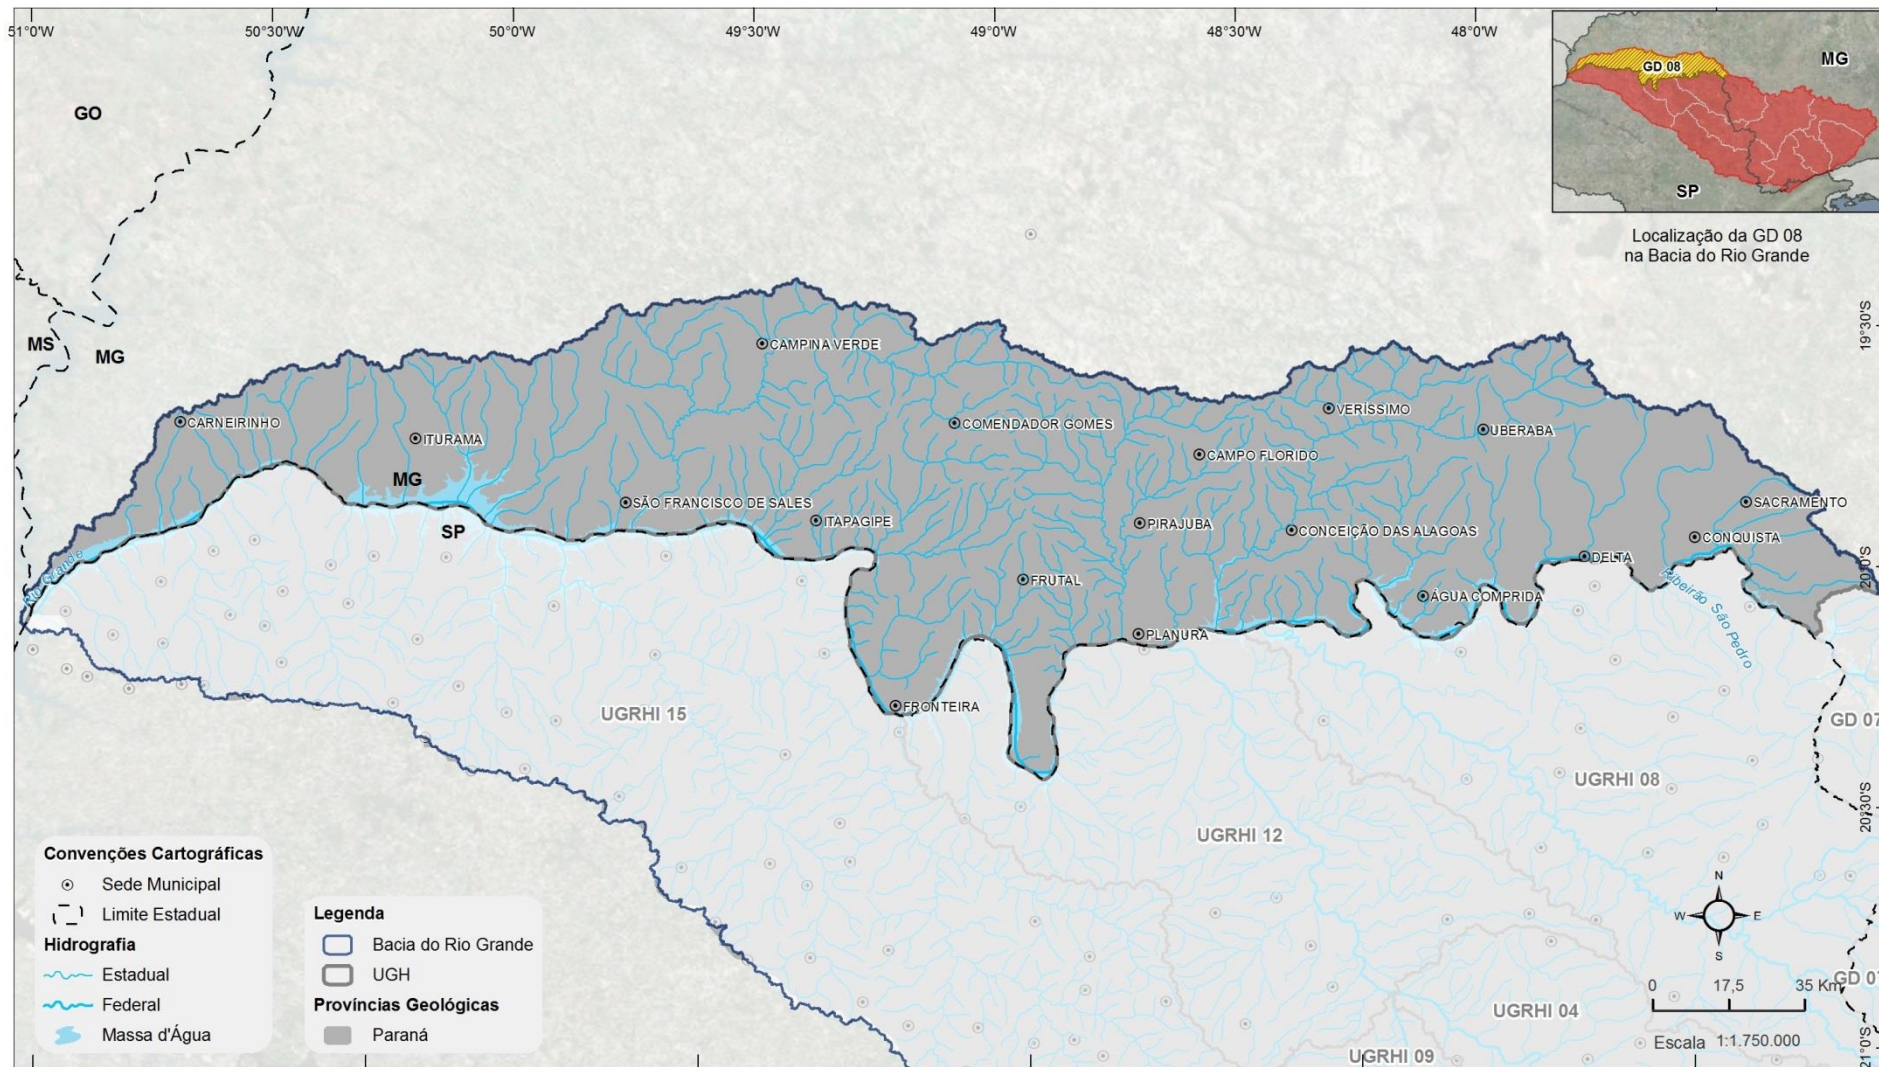 51°0'W
50°30'W
50°0'W
49°30'W
49°0'W
48°30'W
48°0'W
GO
MS
MG
GD 08
MG
SP
Localização da GD 08
na Bacia do Rio Grande
19°30'S
20°0'S
20°30'S
21°0'S
CAMPINA VERDE
CARNEIRINHO
ITURAMA
COMENDADOR GOMES
VERÍSSIMO
UBERABA
CAMPO FLORIDO
MG
SÃO FRANCISCO DE SALES
ITAPAGIPE
PIRAJUBA
CONCEIÇÃO DAS ALAGOAS
SACRAMENTO
CONQUISTA
SP
DELTA
Rio Grande
FRUTAL
ÁGUA COMPRIDA
Ribeirão São Pedro
PLANURA
FRONTEIRA
UGRHI 15
GD 07
UGRHI 08
UGRHI 12
GD 07
UGRHI 04
UGRHI 09
Convenções Cartográficas
Sede Municipal
Limite Estadual
Hidrografia
Estadual
Federal
Massa d'Água
Legenda
Bacia do Rio Grande
UGH
Províncias Geológicas
Paraná
N
W
E
S
0 17,5 35 Km
Escala 1:1.750.000